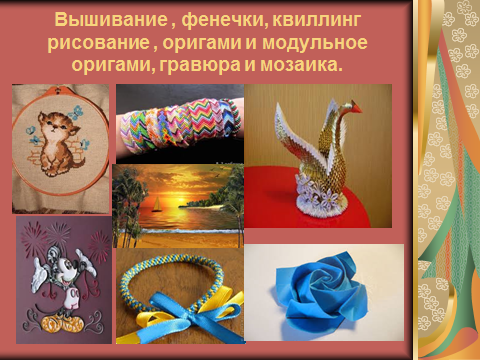 Вышивание , фенечки, квиллинг
рисование , оригами и модульное
оригами, гравюра и мозаика.